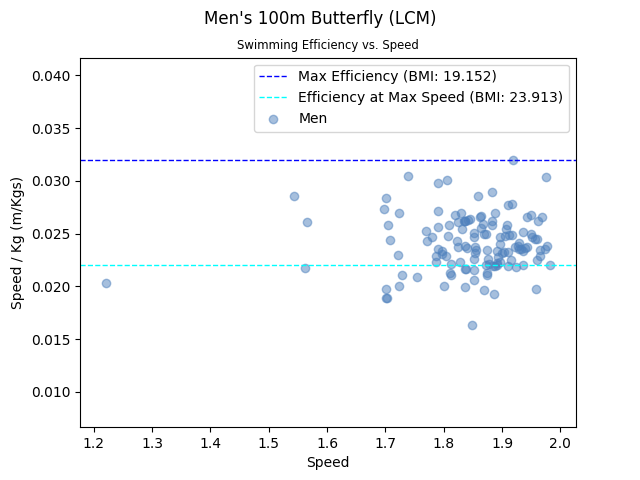 Men's 100m Butterfly (LCM)
Swimming Efficiency vs. Speed
Max Efficiency (BMI: 19.152)
Efficiency at Max Speed (BMI: 23.913)
Men
Speed / Kg (m/Kgs)
0.040
0.035
0.030
0.025
0.020
0.015
0.010
1.2 1.3 1.4 1.5 1.6 1.7 1.8 1.9 2.0
Speed